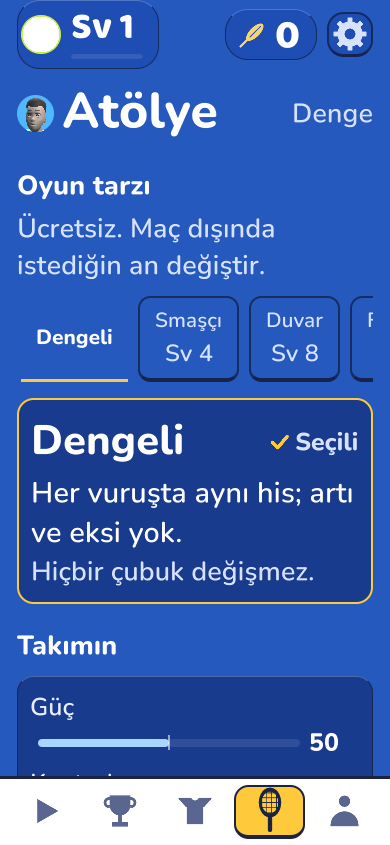 Sv 1
0
Atölye
Denge
Oyun tarzı
Ücretsiz. Maç dışında
istediğin an değiştir.
Dengeli
Smaşçı
Sv 4
Duvar
Sv 8
Dengeli
Seçili
Her vuruşta aynı his; artı
ve eksi yok.
Hiçbir çubuk değişmez.
Takımın
Güç
50